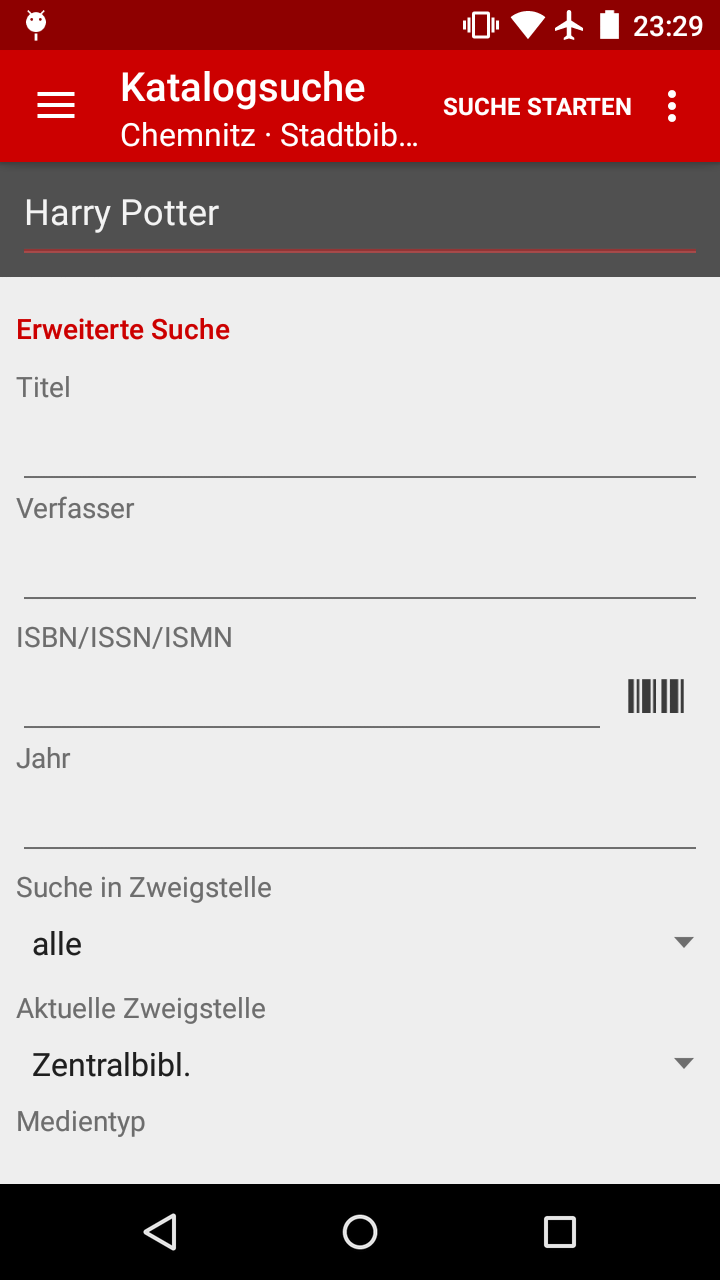 23:29
Katalogsuche
Chemnitz · Stadtbib…
SUCHE STARTEN
Harry Potter
Erweiterte Suche
Titel
Verfasser
ISBN/ISSN/ISMN
Jahr
Suche in Zweigstelle
alle
Aktuelle Zweigstelle
Zentralbibl.
Medientyp